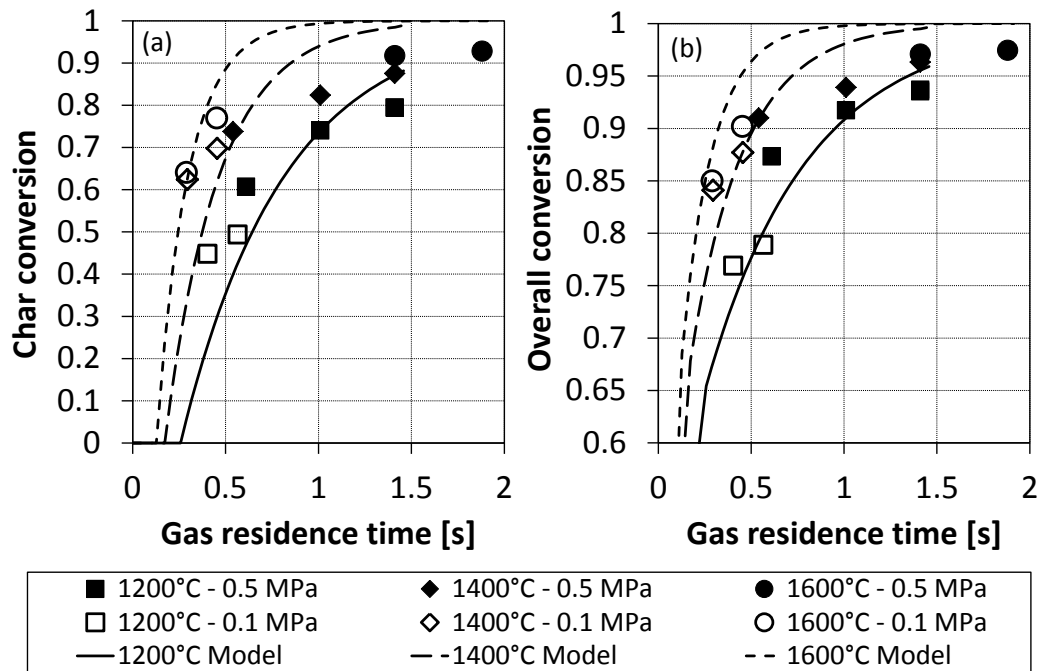 (a)
1
0.9
0.8
0.7
0.6
0.5
0.4
0.3
0.2
0.1
0
Char conversion
0 0.5 1 1.5 2
Gas residence time [s]
(b)
1
0.95
0.9
0.85
0.8
0.75
0.7
0.65
0.6
Overall conversion
0 0.5 1 1.5 2
Gas residence time [s]
1200°C - 0.5 MPa 1400°C - 0.5 MPa 1600°C - 0.5 MPa
1200°C - 0.1 MPa 1400°C - 0.1 MPa 1600°C - 0.1 MPa
1200°C Model 1400°C Model 1600°C Model